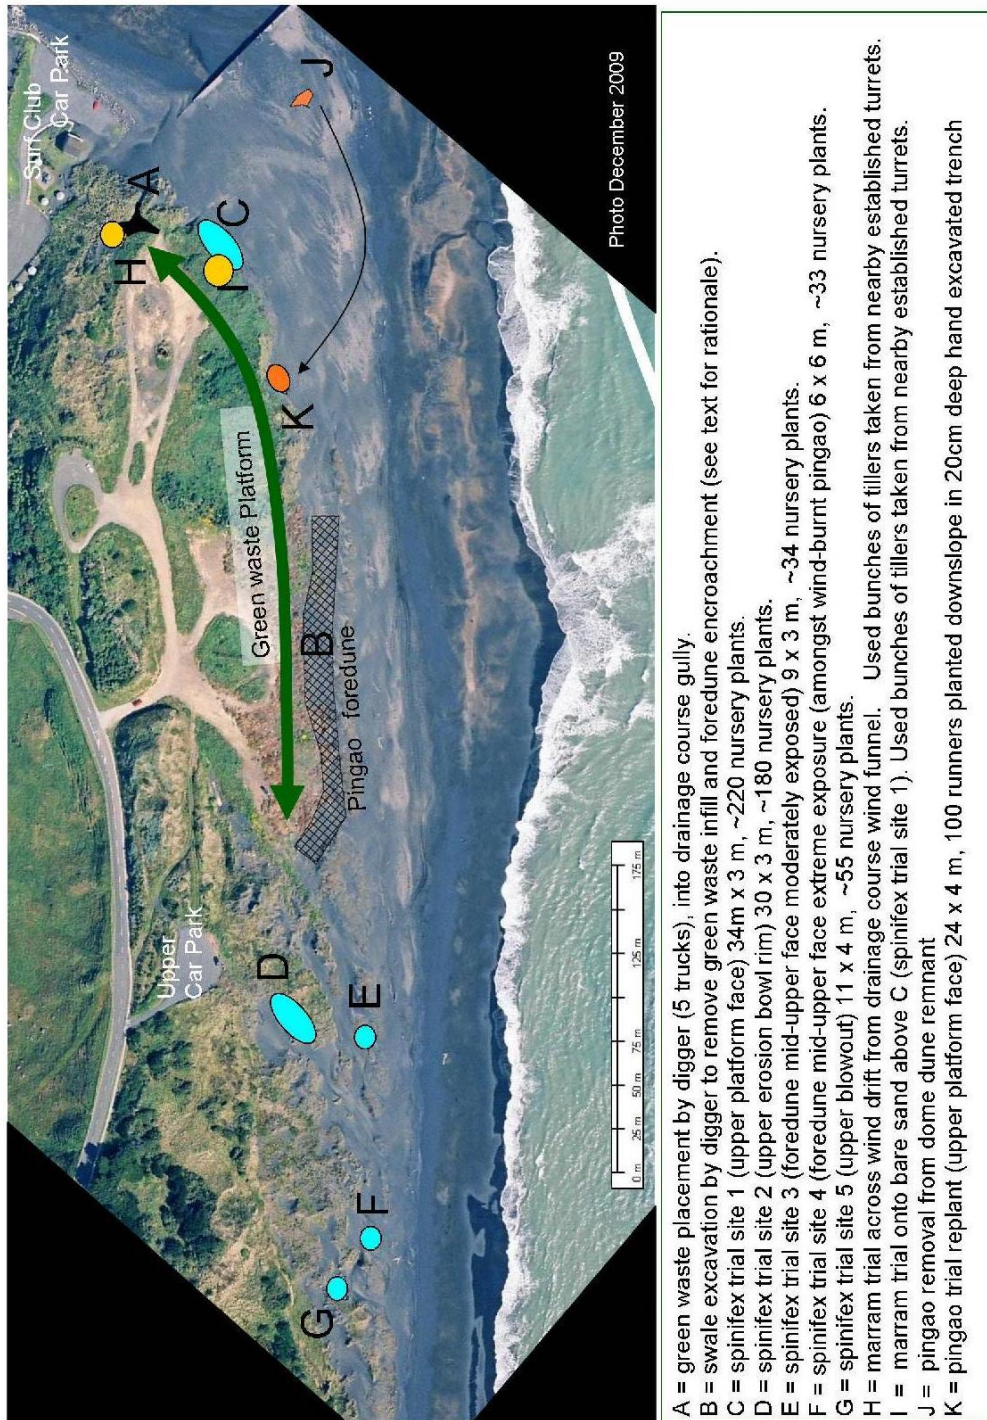 Surf Club
Car Park
A
H
C
I
J
K
Green waste Platform
B
Pingao foredune
Upper
Car Park
D
E
F
G
0 m
25 m
50 m
75 m
125 m
175 m
Photo December 2009
A = green waste placement by digger (5 trucks), into drainage course gully.
B = swale excavation by digger to remove green waste infill and foredune encroachment (see text for rationale).
C = spinifex trial site 1 (upper platform face) 34m x 3 m, ~220 nursery plants.
D = spinifex trial site 2 (upper erosion bowl rim) 30 x 3 m, ~180 nursery plants.
E = spinifex trial site 3 (foredune mid-upper face moderately exposed) 9 x 3 m, ~34 nursery plants.
F = spinifex trial site 4 (foredune mid-upper face extreme exposure (amongst wind-burnt pingao) 6 x 6 m, ~33 nursery plants.
G = spinifex trial site 5 (upper blowout) 11 x 4 m, ~55 nursery plants.
H = marram trial across wind drift from drainage course wind funnel. Used bunches of tillers taken from nearby established turrets.
I = marram trial onto bare sand above C (spinifex trial site 1). Used bunches of tillers taken from nearby established turrets.
J = pingao removal from dome dune remnant
K = pingao trial replant (upper platform face) 24 x 4 m, 100 runners planted downslope in 20cm deep hand excavated trench